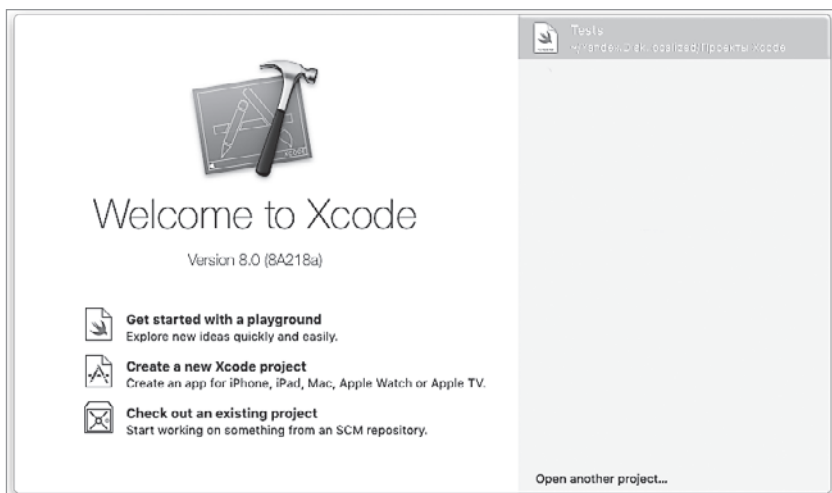 Welcome to Xcode
Version 8.0 (8A218a)
Get started with a playground
Explore new ideas quickly and easily.
Create a new Xcode project
Create an app for iPhone, iPad, Mac, Apple Watch or Apple TV.
Check out an existing project
Start working on something from an SCM repository.
Tests
Проекты Xcode
Open another project...